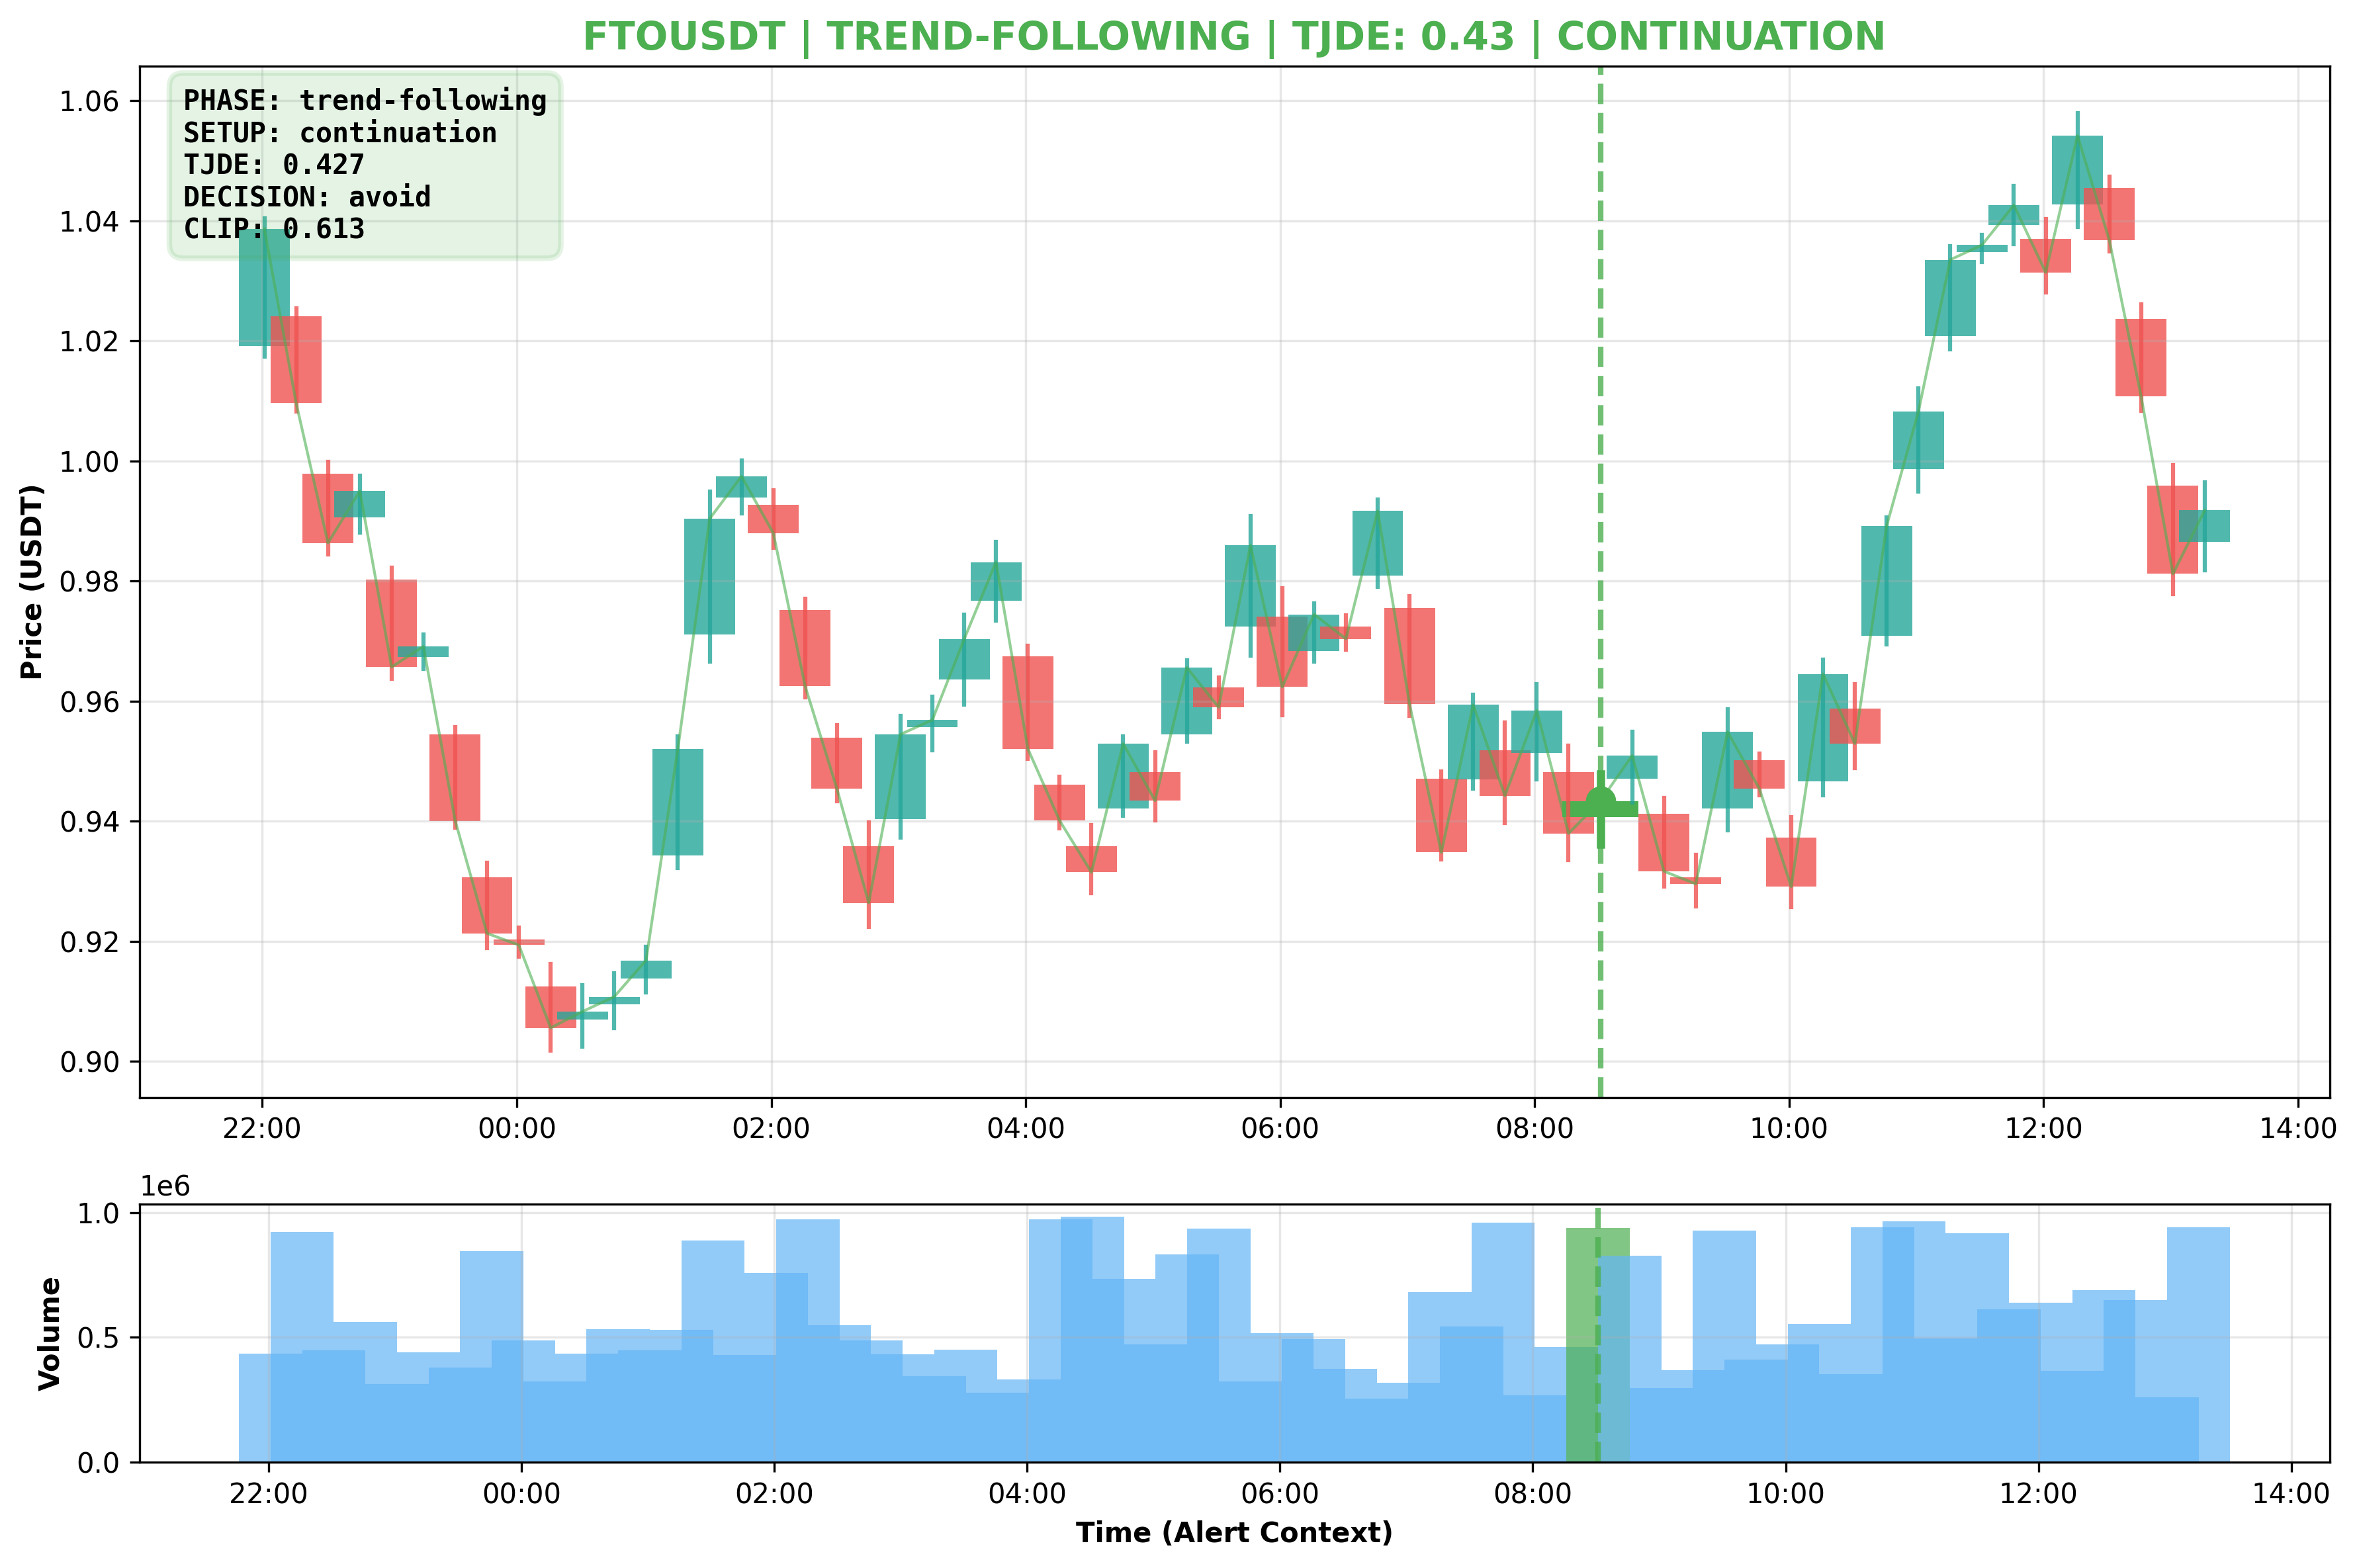 FTOUSDT | TREND-FOLLOWING | TJDE: 0.43 | CONTINUATION
PHASE: trend-following
SETUP: continuation
TJDE: 0.427
DECISION: avoid
CLIP: 0.613
Price (USDT)
1.06
1.04
1.02
1.00
0.98
0.96
0.94
0.92
0.90
22:00 00:00 02:00 04:00 06:00 08:00 10:00 12:00 14:00
1e6
Volume
1.0
0.5
0.0
22:00 00:00 02:00 04:00 06:00 08:00 10:00 12:00 14:00
Time (Alert Context)